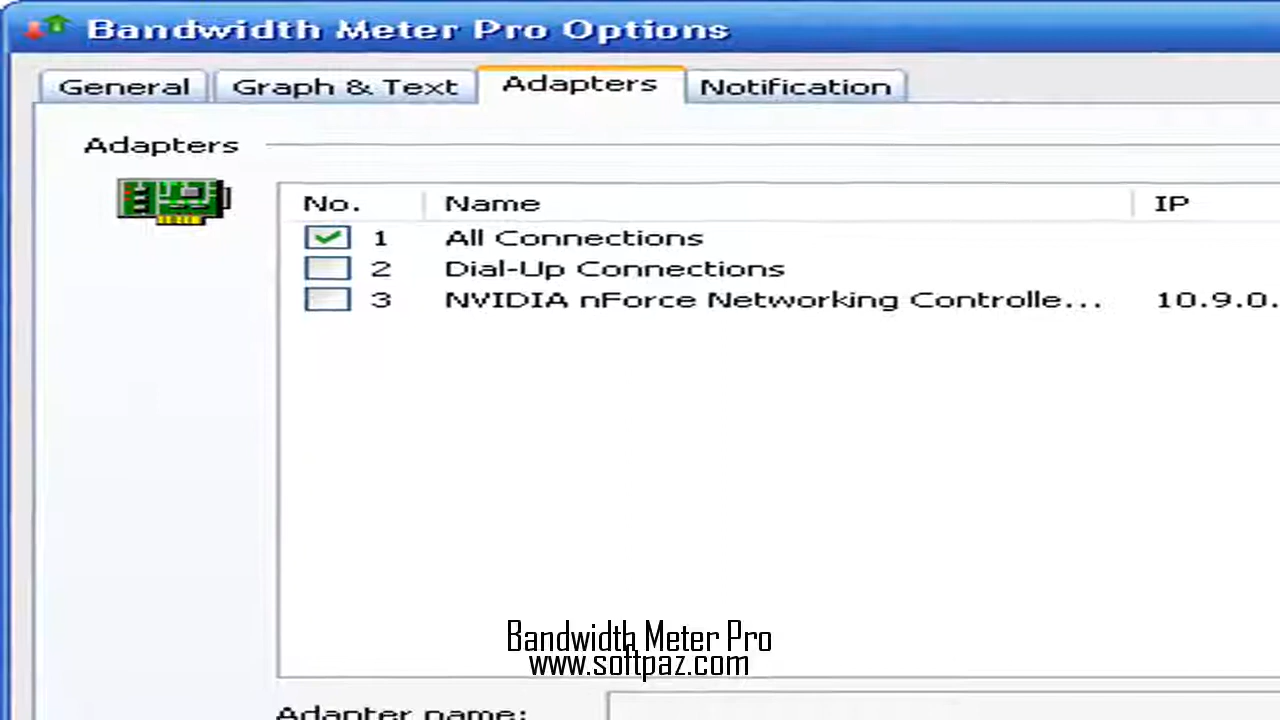 Bandwidth Meter Pro Options
General Graph & Text Adapters Notification
Adapters
No. Name IP
1 All Connections
2 Dial-Up Connections
3 NVIDIA nForce Networking Controlle... 10.9.0.
Bandwidth Meter Pro
www.softpaz.com
Adapter name: